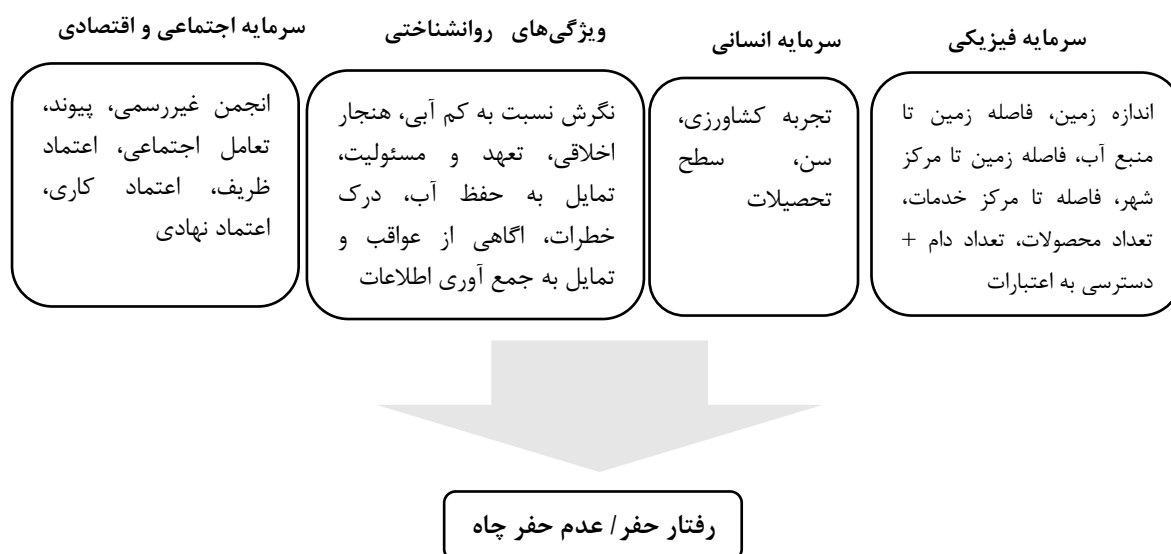 سرمایه فیزیکی
اندازه زمین، فاصله زمین تا
منبع آب، فاصله زمین تا مرکز
شهر، فاصله تا مرکز خدمات،
تعداد محصولات، تعداد دام +
دسترسی به اعتبارات
سرمایه انسانی
تجربه کشاورزی،
سن، سطح
تحصیلات
ویژگی‌های روانشناختی
نگرش نسبت به کم آبی، هنجار
اخلاقی، تعهد و مسئولیت،
تمایل به حفظ آب، درک
خطرات، اگاهی از عواقب و
تمایل به جمع آوری اطلاعات
سرمایه اجتماعی و اقتصادی
انجمن غیررسمی، پیوند،
تعامل اجتماعی، اعتماد
ظریف، اعتماد کاری،
اعتماد نهادی
رفتار حفر/ عدم حفر چاه